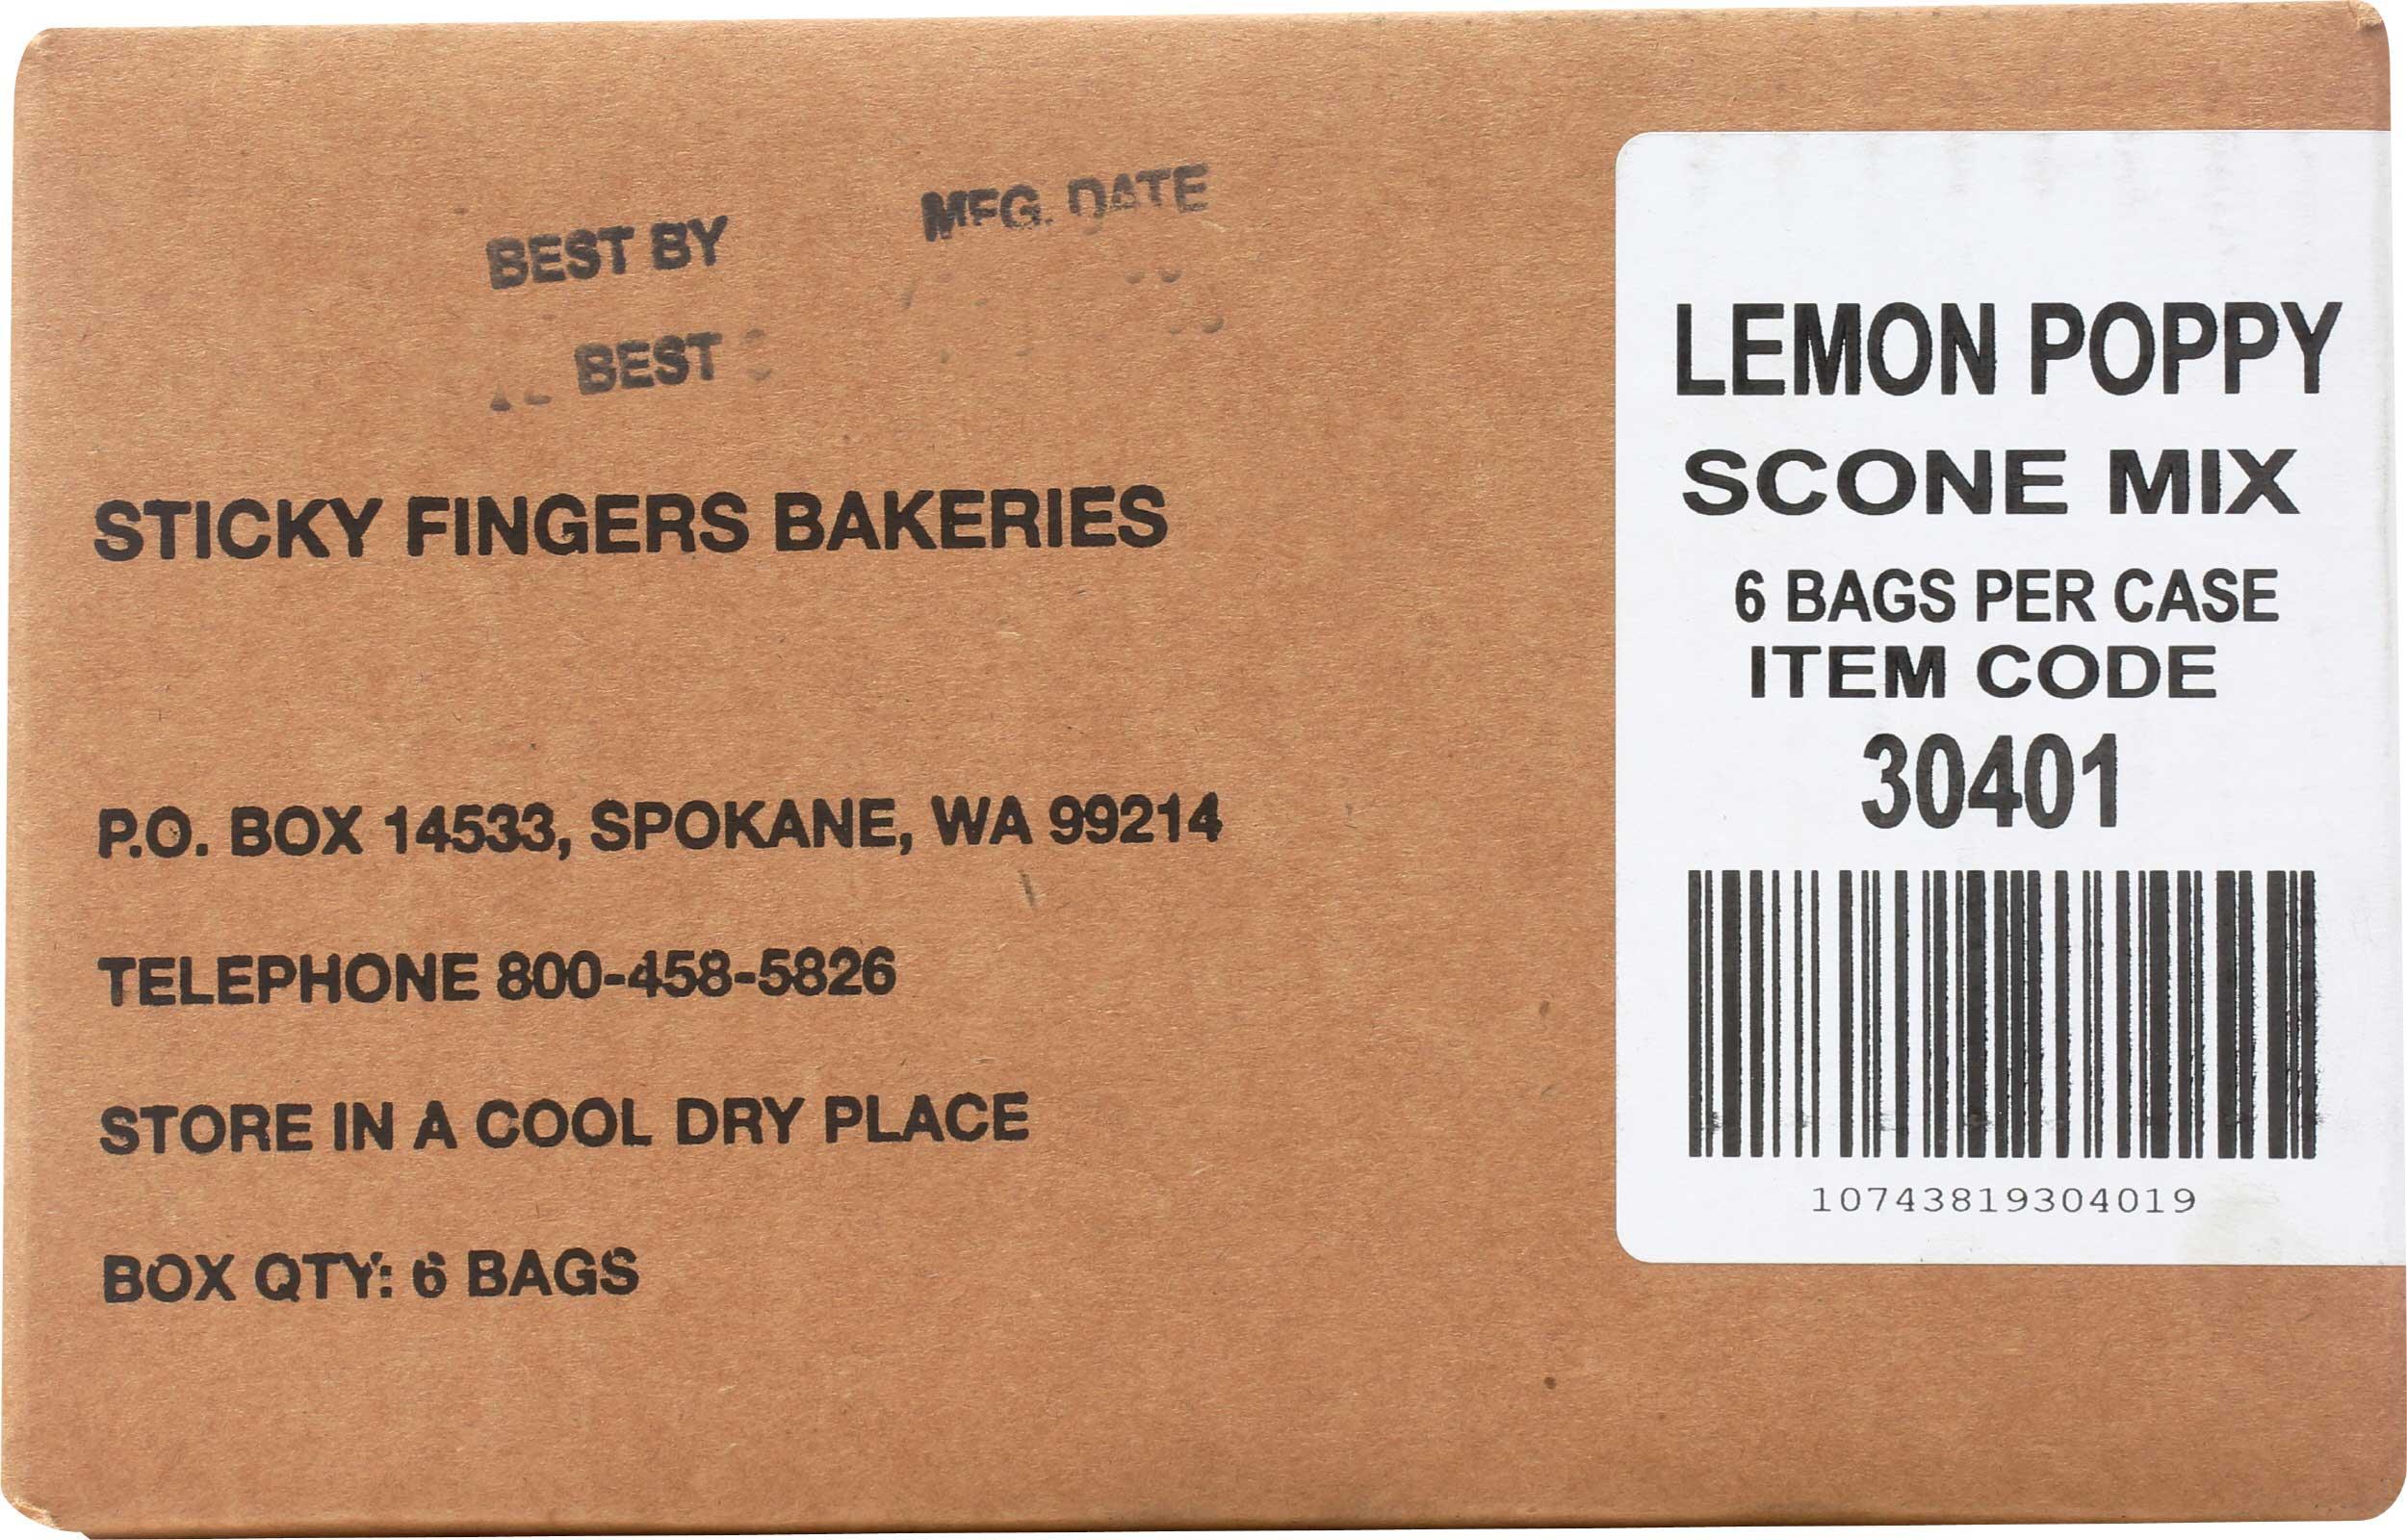 BEST BY
MFG. DATE
BEST
STICKY FINGERS BAKERIES
P.O. BOX 14533, SPOKANE, WA 99214
TELEPHONE 800-458-5826
STORE IN A COOL DRY PLACE
BOX QTY: 6 BAGS
LEMON POPPY
SCONE MIX
6 BAGS PER CASE
ITEM CODE
30401
10743819304019